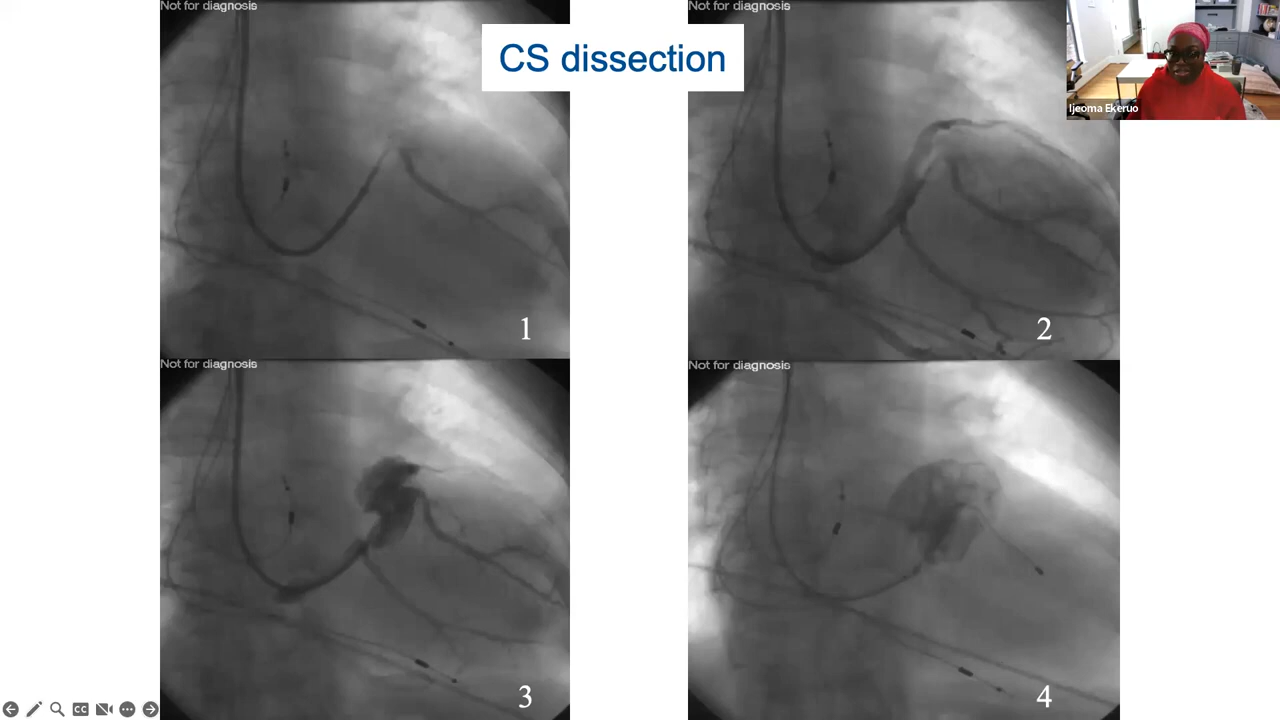 Not for diagnosis
Not for diagnosis
CS dissection
Ijeoma Ekeruo
1
2
Not for diagnosis
Not for diagnosis
3
4
CC